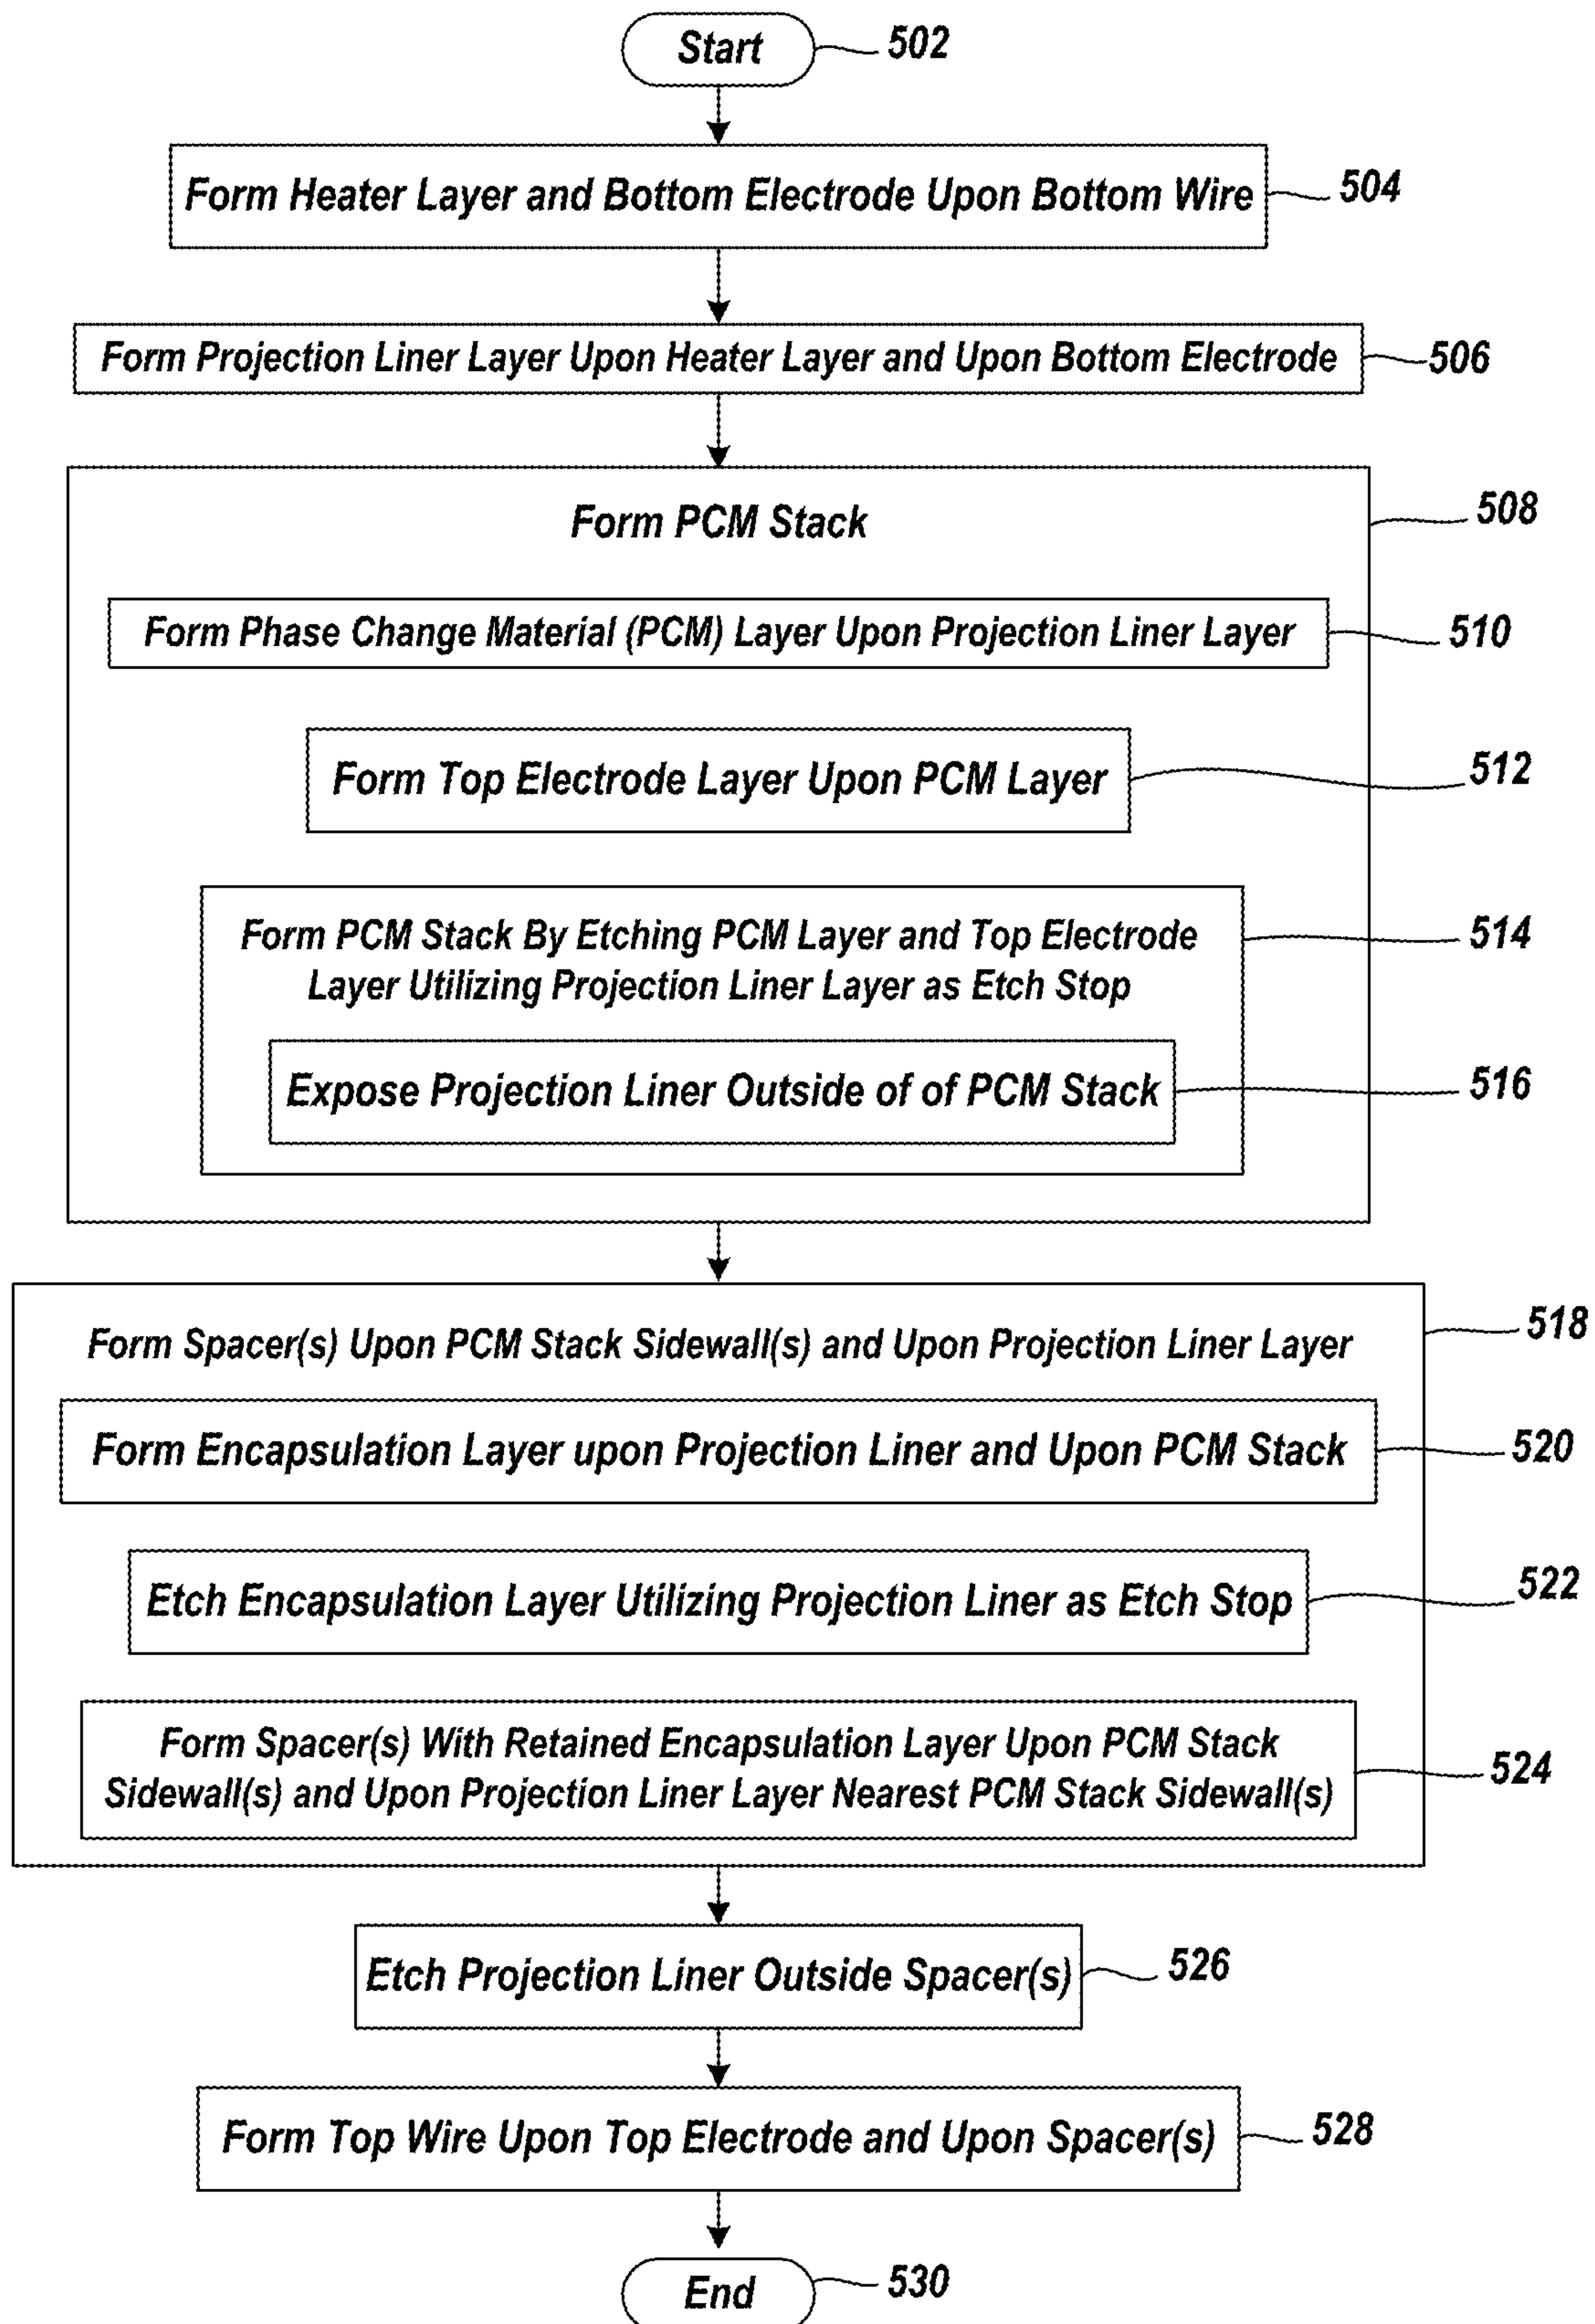 Start
502
Form Heater Layer and Bottom Electrode Upon Bottom Wire
504
Form Projection Liner Layer Upon Heater Layer and Upon Bottom Electrode
506
Form PCM Stack
508
Form Phase Change Material (PCM) Layer Upon Projection Liner Layer
510
Form Top Electrode Layer Upon PCM Layer
512
Form PCM Stack By Etching PCM Layer and Top Electrode
Layer Utilizing Projection Liner Layer as Etch Stop
514
Expose Projection Liner Outside of of PCM Stack
516
Form Spacer(s) Upon PCM Stack Sidewall(s) and Upon Projection Liner Layer
518
Form Encapsulation Layer upon Projection Liner and Upon PCM Stack
520
Etch Encapsulation Layer Utilizing Projection Liner as Etch Stop
522
Form Spacer(s) With Retained Encapsulation Layer Upon PCM Stack
Sidewall(s) and Upon Projection Liner Layer Nearest PCM Stack Sidewall(s)
524
Etch Projection Liner Outside Spacer(s)
526
Form Top Wire Upon Top Electrode and Upon Spacer(s)
528
End
530